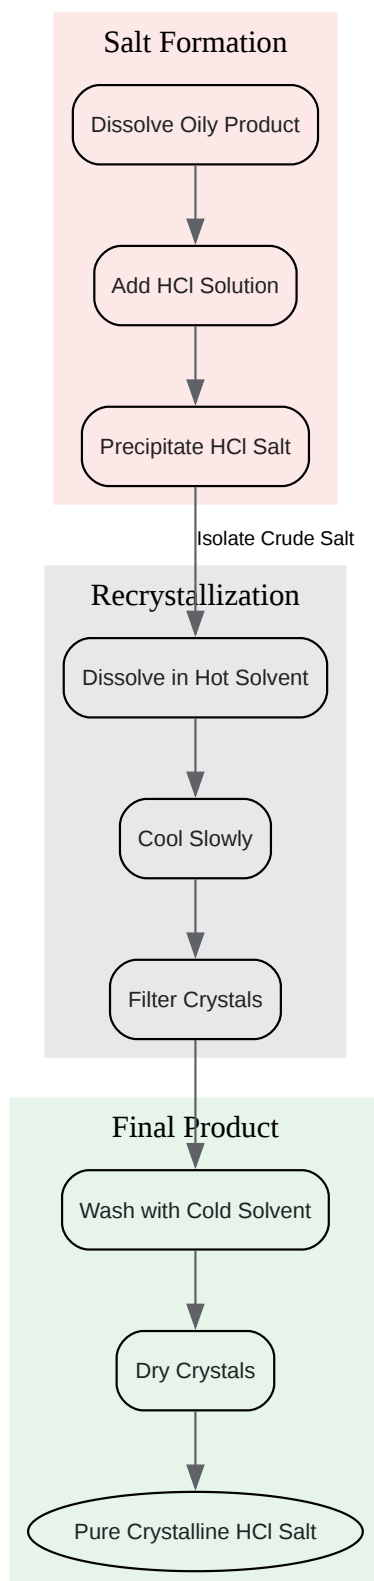 Salt Formation
Dissolve Oily Product
Add HCl Solution
Precipitate HCl Salt
Isolate Crude Salt
Recrystallization
Dissolve in Hot Solvent
Cool Slowly
Filter Crystals
Final Product
Wash with Cold Solvent
Dry Crystals
Pure Crystalline HCl Salt